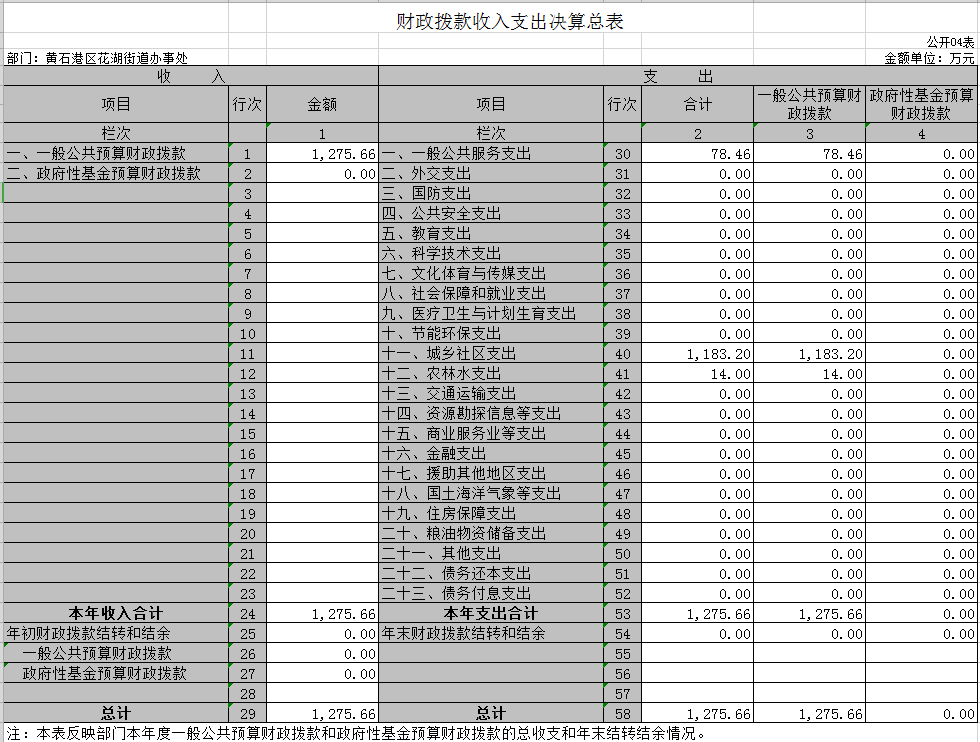 财政拨款收入支出决算总表
公开04表
部门：黄石港区花湖街道办事处 金额单位：万元
收 入 支 出
项目 行次 金额 项目 行次 合计 一般公共预算财政拨款 政府性基金预算财政拨款
栏次 1 栏次 2 3 4
一、一般公共预算财政拨款 1 1,275.66 一、一般公共服务支出 30 78.46 78.46 0.00
二、政府性基金预算财政拨款 2 0.00 二、外交支出 31 0.00 0.00 0.00
3 三、国防支出 32 0.00 0.00 0.00
4 四、公共安全支出 33 0.00 0.00 0.00
5 五、教育支出 34 0.00 0.00 0.00
6 六、科学技术支出 35 0.00 0.00 0.00
7 七、文化体育与传媒支出 36 0.00 0.00 0.00
8 八、社会保障和就业支出 37 0.00 0.00 0.00
9 九、医疗卫生与计划生育支出 38 0.00 0.00 0.00
10 十、节能环保支出 39 0.00 0.00 0.00
11 十一、城乡社区支出 40 1,183.20 1,183.20 0.00
12 十二、农林水支出 41 14.00 14.00 0.00
13 十三、交通运输支出 42 0.00 0.00 0.00
14 十四、资源勘探信息等支出 43 0.00 0.00 0.00
15 十五、商业服务业等支出 44 0.00 0.00 0.00
16 十六、金融支出 45 0.00 0.00 0.00
17 十七、援助其他地区支出 46 0.00 0.00 0.00
18 十八、国土海洋气象等支出 47 0.00 0.00 0.00
19 十九、住房保障支出 48 0.00 0.00 0.00
20 二十、粮油物资储备支出 49 0.00 0.00 0.00
21 二十一、其他支出 50 0.00 0.00 0.00
22 二十二、债务还本支出 51 0.00 0.00 0.00
23 二十三、债务付息支出 52 0.00 0.00 0.00
本年收入合计 24 1,275.66 本年支出合计 53 1,275.66 1,275.66 0.00
年初财政拨款结转和结余 25 0.00 年末财政拨款结转和结余 54 0.00 0.00 0.00
一般公共预算财政拨款 26 0.00 55
政府性基金预算财政拨款 27 0.00 56
28 57
总计 29 1,275.66 总计 58 1,275.66 1,275.66 0.00
注：本表反映部门本年度一般公共预算财政拨款和政府性基金预算财政拨款的总收支和年末结转结余情况。